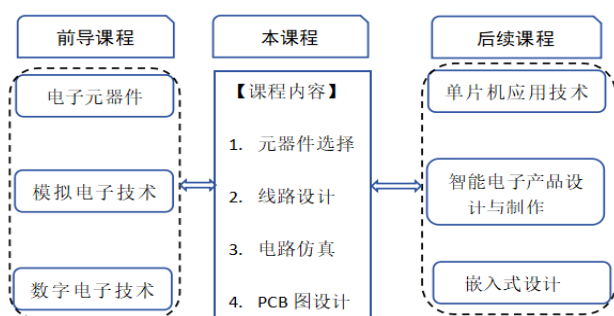 前导课程
本课程
后续课程
电子元器件
模拟电子技术
数字电子技术
【课程内容】
1. 元器件选择
2. 线路设计
3. 电路仿真
4. PCB 图设计
单片机应用技术
智能电子产品设
计与制作
嵌入式设计